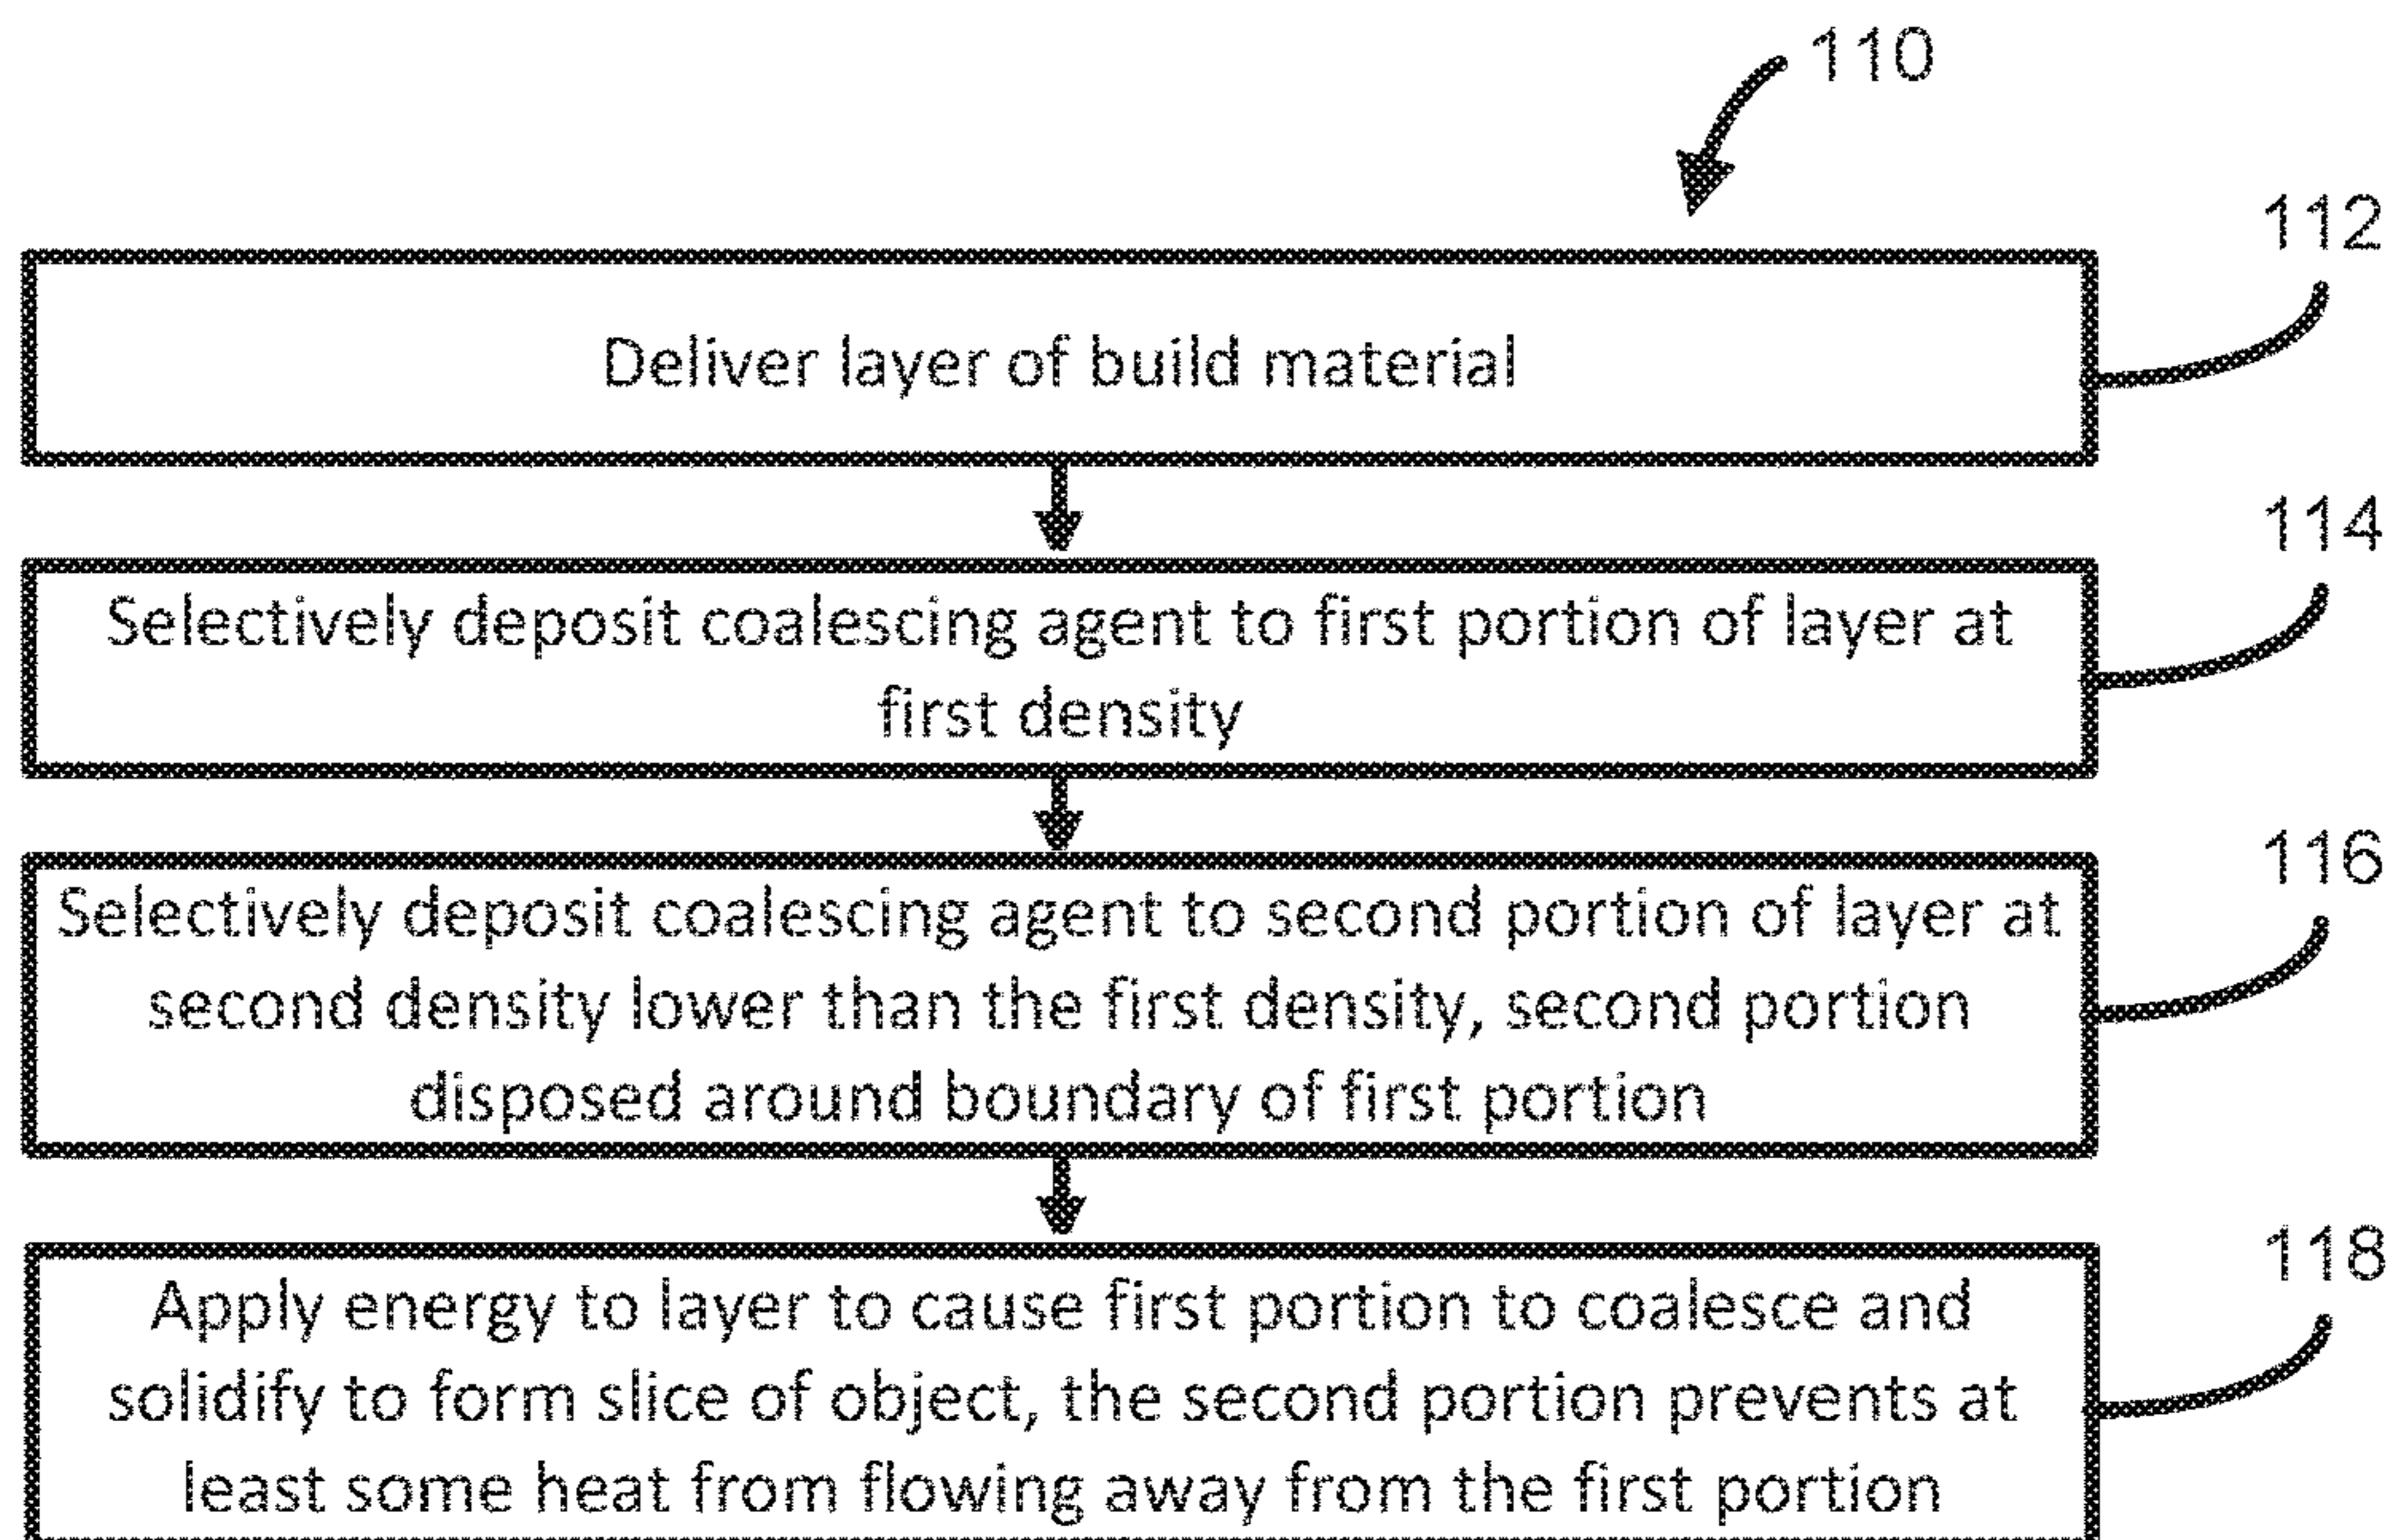 110
112
Deliver layer of build material
114
Selectively deposit coalescing agent to first portion of layer at
first density
116
Selectively deposit coalescing agent to second portion of layer at
second density lower than the first density, second portion
disposed around boundary of first portion
118
Apply energy to layer to cause first portion to coalesce and
solidify to form slice of object, the second portion prevents at
least some heat from flowing away from the first portion